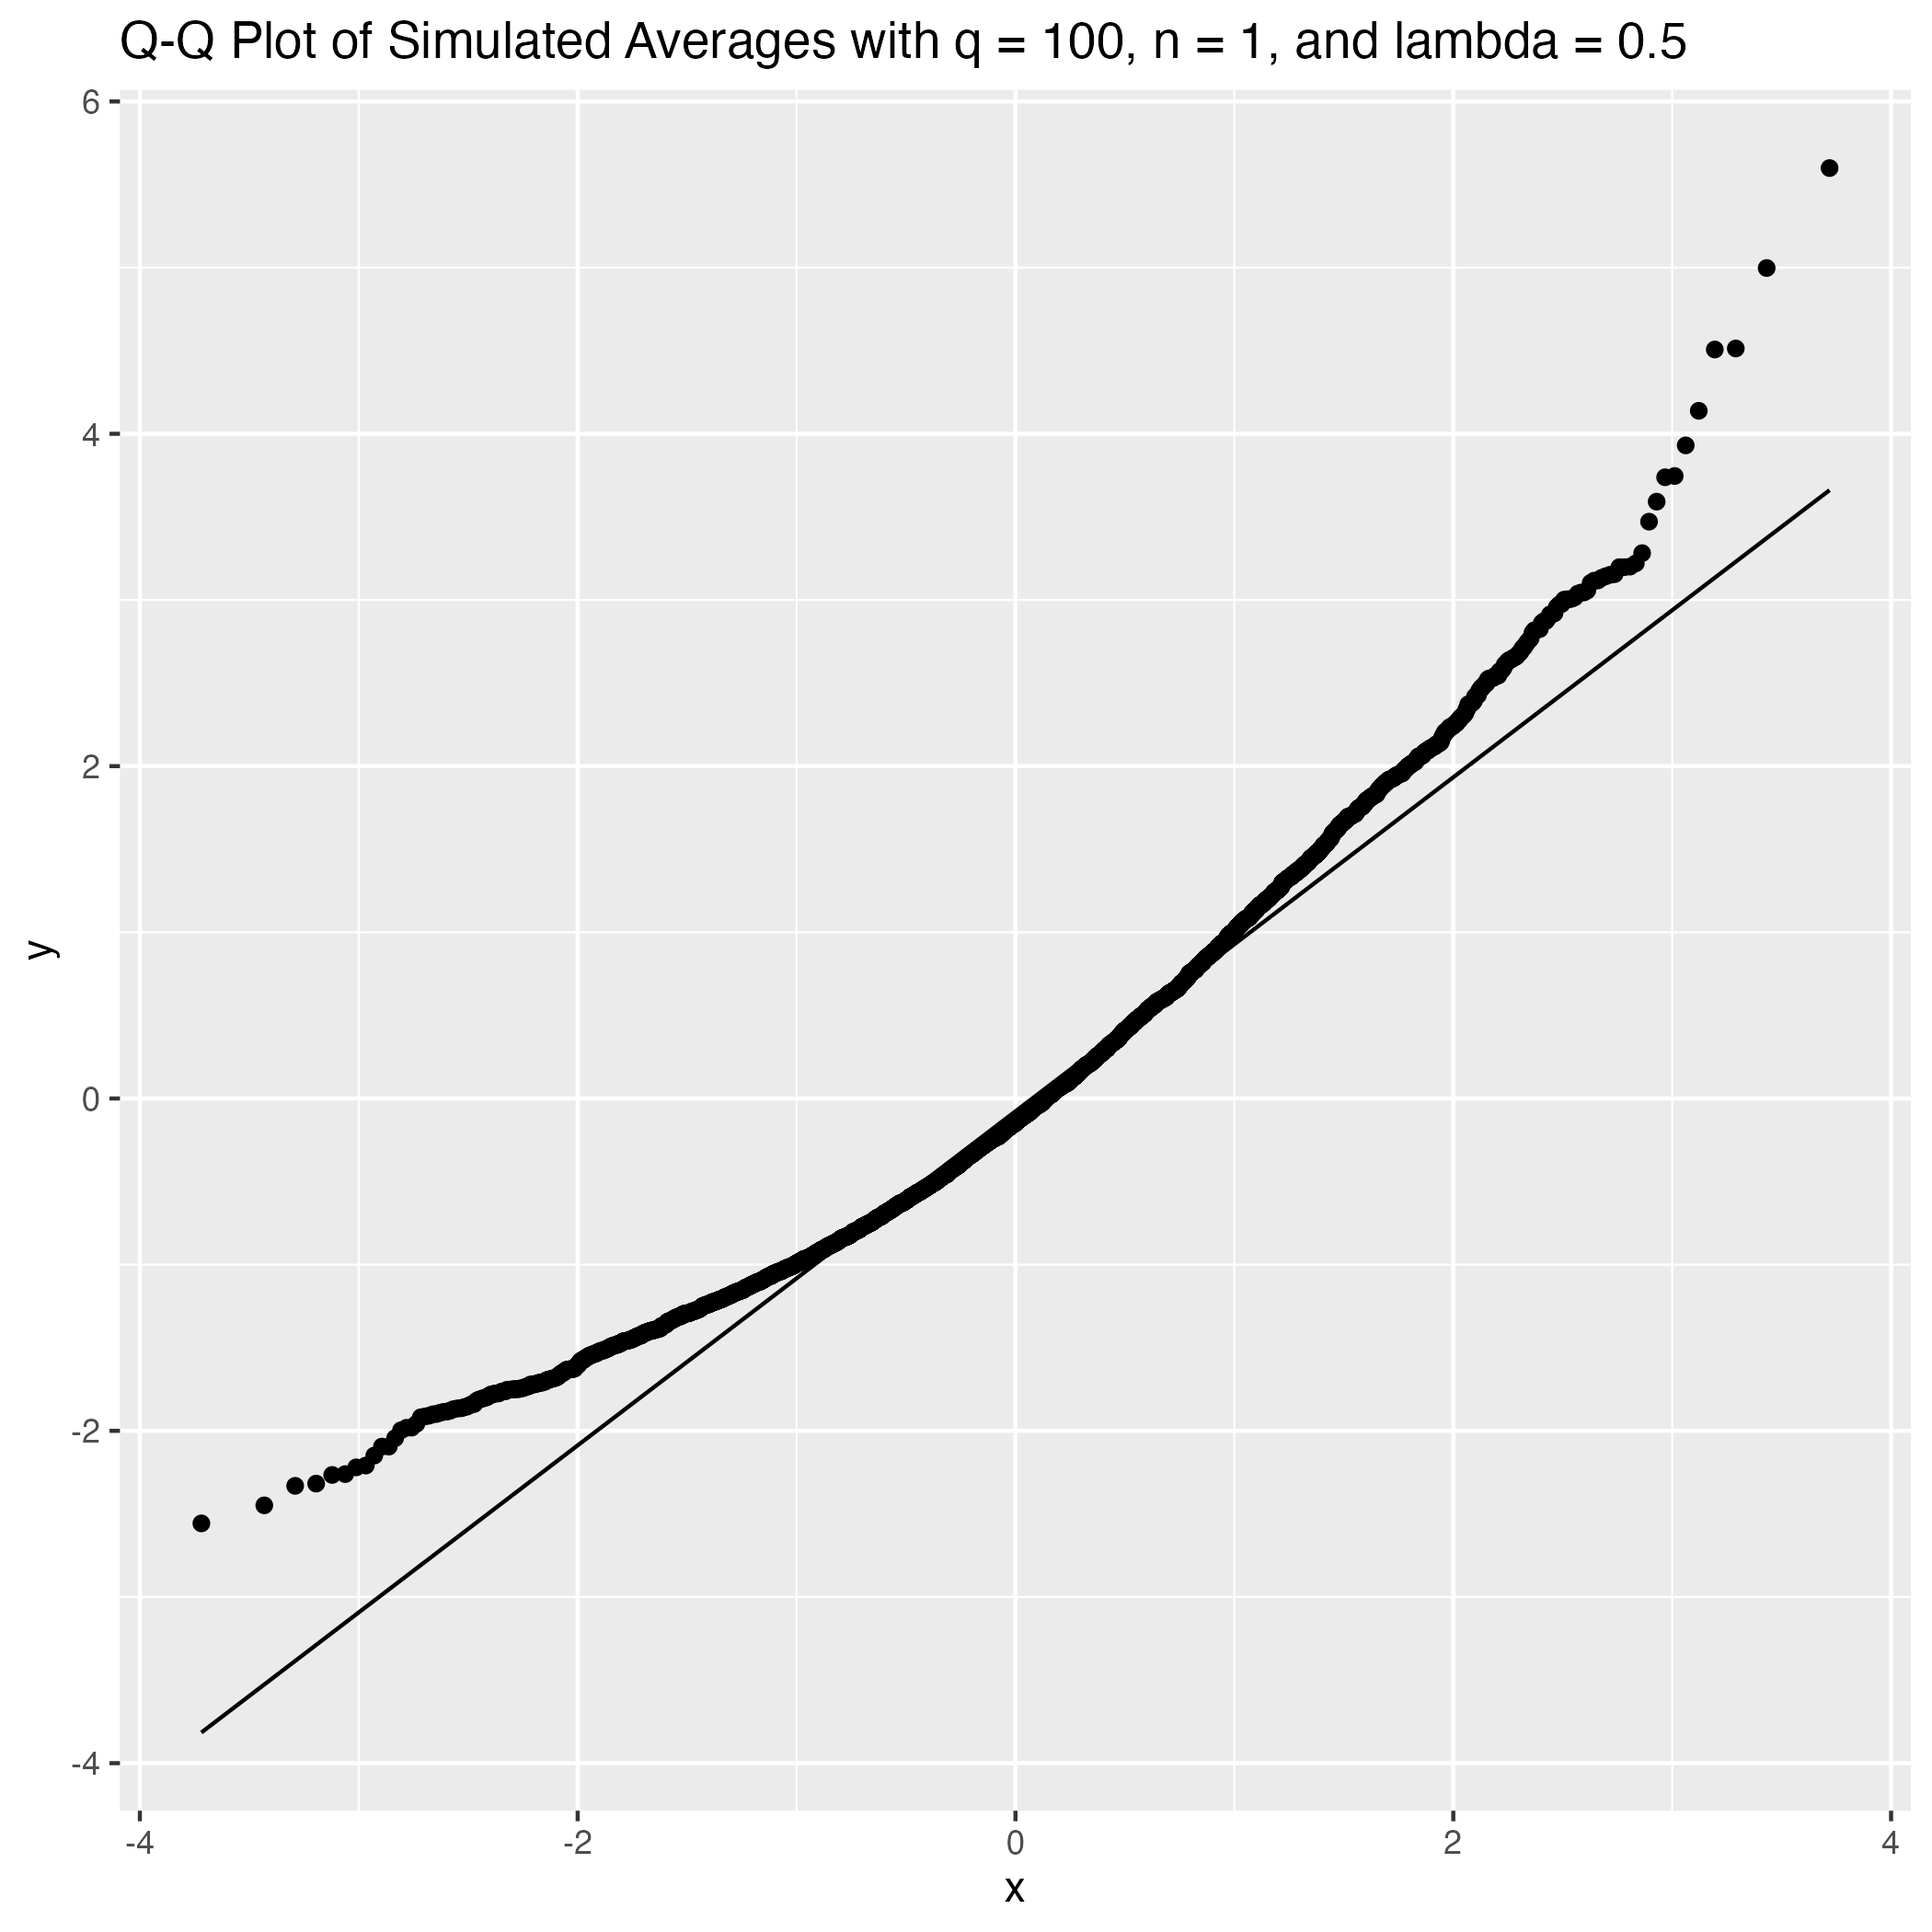 Q-Q Plot of Simulated Averages with q = 100, n = 1, and lambda = 0.5
6
4
2
0
-2
-4
y
-4 -2 0 2 4
x